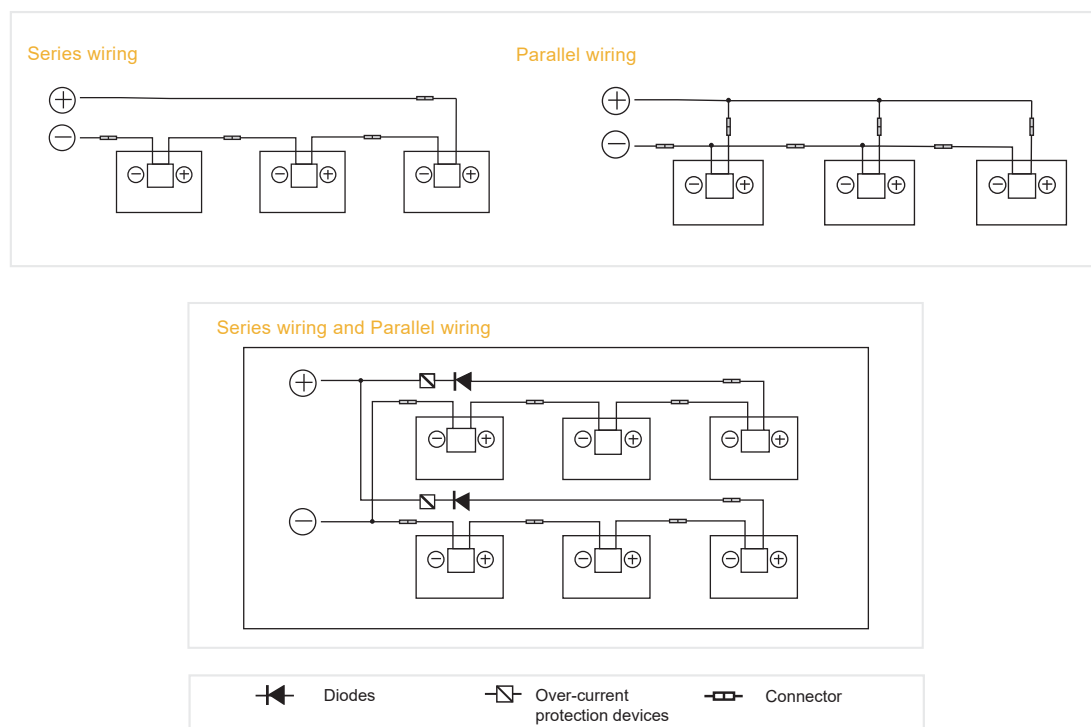 Series wiring
Parallel wiring
Series wiring and Parallel wiring
Diodes
Over-current
protection devices
Connector